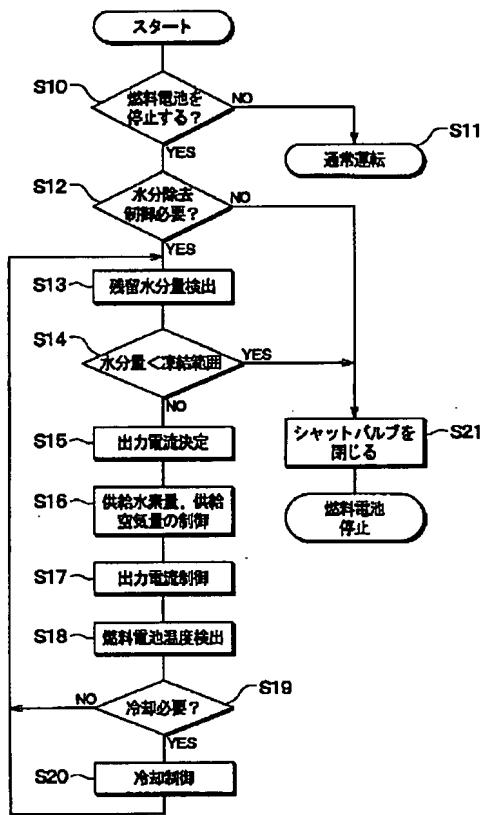 スタート
S10
燃料電池を
停止する?
NO
YES
S11
通常運転
S12
水分除去
制御必要?
NO
YES
S13
残留水分量検出
S14
水分量<凍結範囲
YES
NO
S15
出力電流決定
S21
シャットバルブを
閉じる
S16
供給水素量,供給
空気量の制御
燃料電池
停止
S17
出力電流制御
S18
燃料電池温度検出
S19
冷却必要?
NO
YES
S20
冷却制御